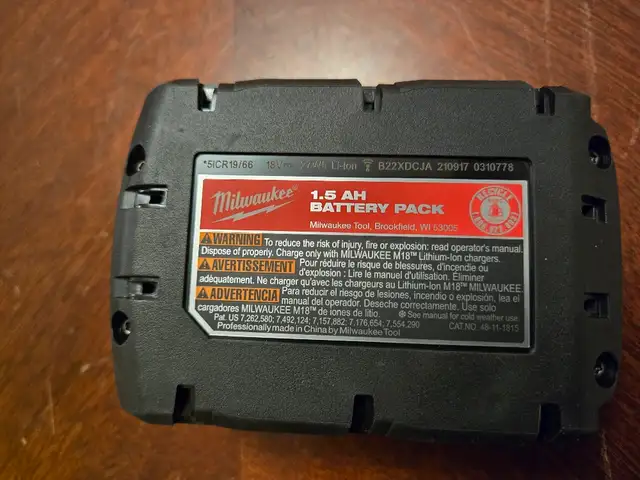 *5ICR19/66 18V⎓ 27Wh Li-Ion B22XDCJA 210917 0310778
Milwaukee
1.5 AH
BATTERY PACK
Milwaukee Tool, Brookfield, WI 53005
RECYCLE
1.800.822.8837
WARNING To reduce the risk of injury, fire or explosion: read operator's manual.
Dispose of properly. Charge only with MILWAUKEE M18™ Lithium-Ion chargers.
AVERTISSEMENT Pour réduire le risque de blessures, d'incendie ou
d'explosion : Lire le manuel d'utilisation. Eliminer
adéquatement. Ne charger qu'avec les chargeurs au Lithium-Ion M18™ MILWAUKEE.
ADVERTENCIA Para reducir el riesgo de lesiones, incendio o explosión, lea el
manual del operador. Deseche correctamente. Use solo
cargadores MILWAUKEE M18™ de iones de litio.
See manual for cold weather use.
Pat. US 7,262,580; 7,492,124; 7,157,882; 7,176,654; 7,554,290
CAT.NO. 48-11-1815
Professionally made in China by Milwaukee Tool